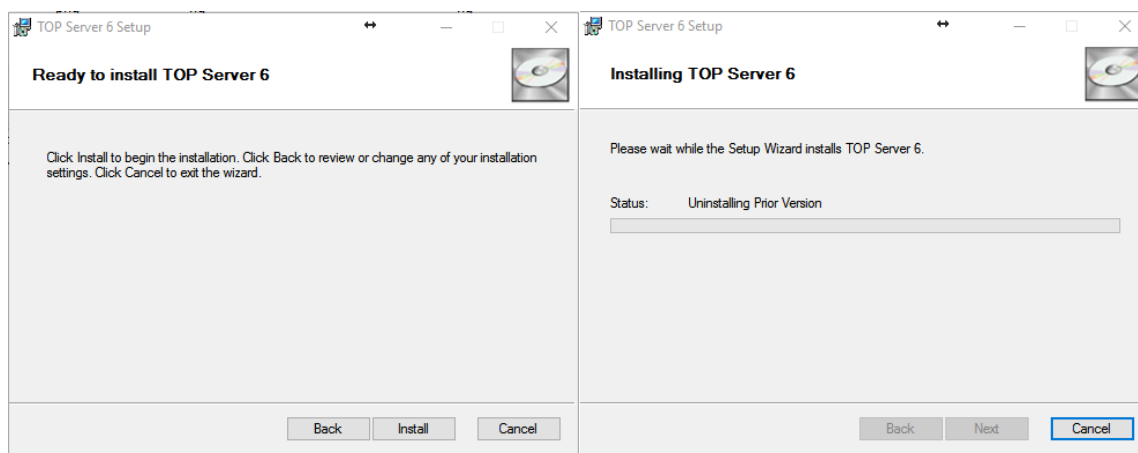 TOP Server 6 Setup
Ready to install TOP Server 6
Click Install to begin the installation. Click Back to review or change any of your installation
settings. Click Cancel to exit the wizard.
Back Install Cancel
TOP Server 6 Setup
Installing TOP Server 6
Please wait while the Setup Wizard installs TOP Server 6.
Status: Uninstalling Prior Version
Back Next Cancel